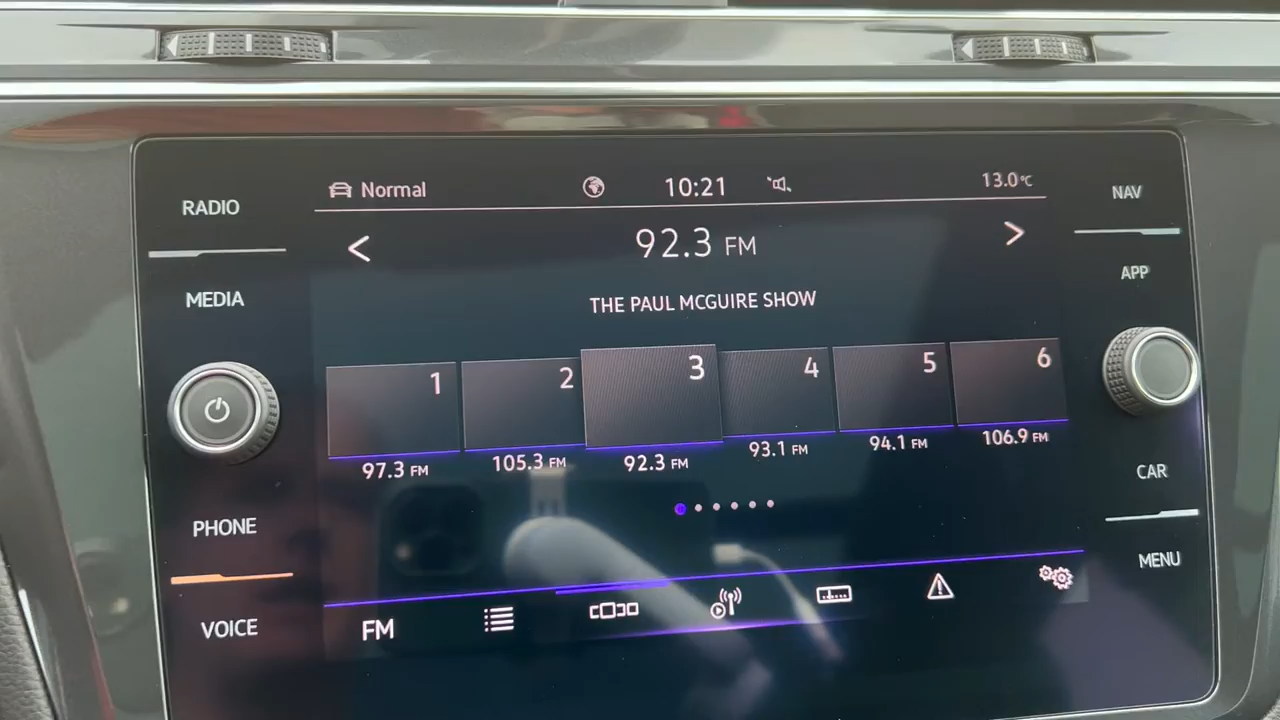 RADIO
Normal
10:21
13.0°C
NAV
92.3 FM
APP
MEDIA
THE PAUL MCGUIRE SHOW
1
2
3
4
5
6
97.3 FM
105.3 FM
92.3 FM
93.1 FM
94.1 FM
106.9 FM
CAR
PHONE
MENU
VOICE
FM